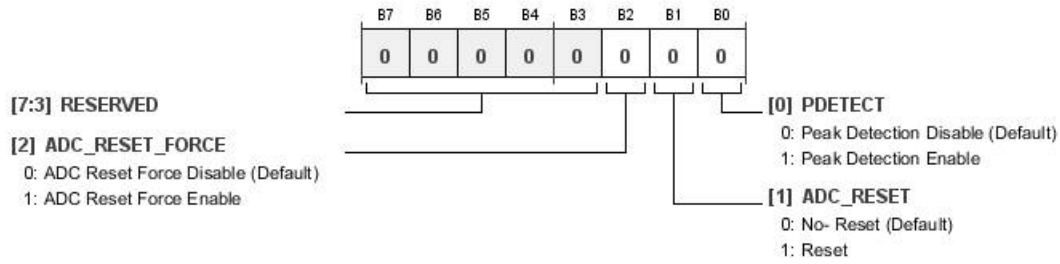 B7 B6 B5 B4 B3 B2 B1 B0
0 0 0 0 0 0 0 0
[7:3] RESERVED
[2] ADC_RESET_FORCE
0: ADC Reset Force Disable (Default)
1: ADC Reset Force Enable
[0] PDETECT
0: Peak Detection Disable (Default)
1: Peak Detection Enable
[1] ADC_RESET
0: No- Reset (Default)
1: Reset